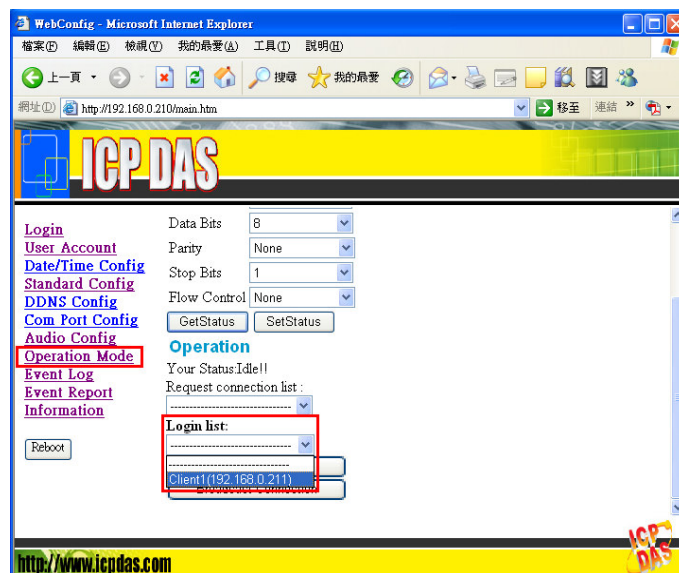 WebConfig - Microsoft Internet Explorer
檔案(F) 編輯(E) 檢視(V) 我的最愛(A) 工具(T) 說明(H)
上一頁 搜尋 我的最愛
網址(D) http://192.168.0.210/main.htm 移至 連結 »
ICP DAS
Login
User Account
Date/Time Config
Standard Config
DDNS Config
Com Port Config
Audio Config
Operation Mode
Event Log
Event Report
Information
Reboot
Data Bits 8
Parity None
Stop Bits 1
Flow Control None
GetStatus SetStatus
Operation
Your Status:Idle!!
Request connection list :
--------------------------------
Login list:
--------------------------------
--------------------------------
Client1(192.168.0.211)
Connection
http://www.icpdas.com
ICP DAS